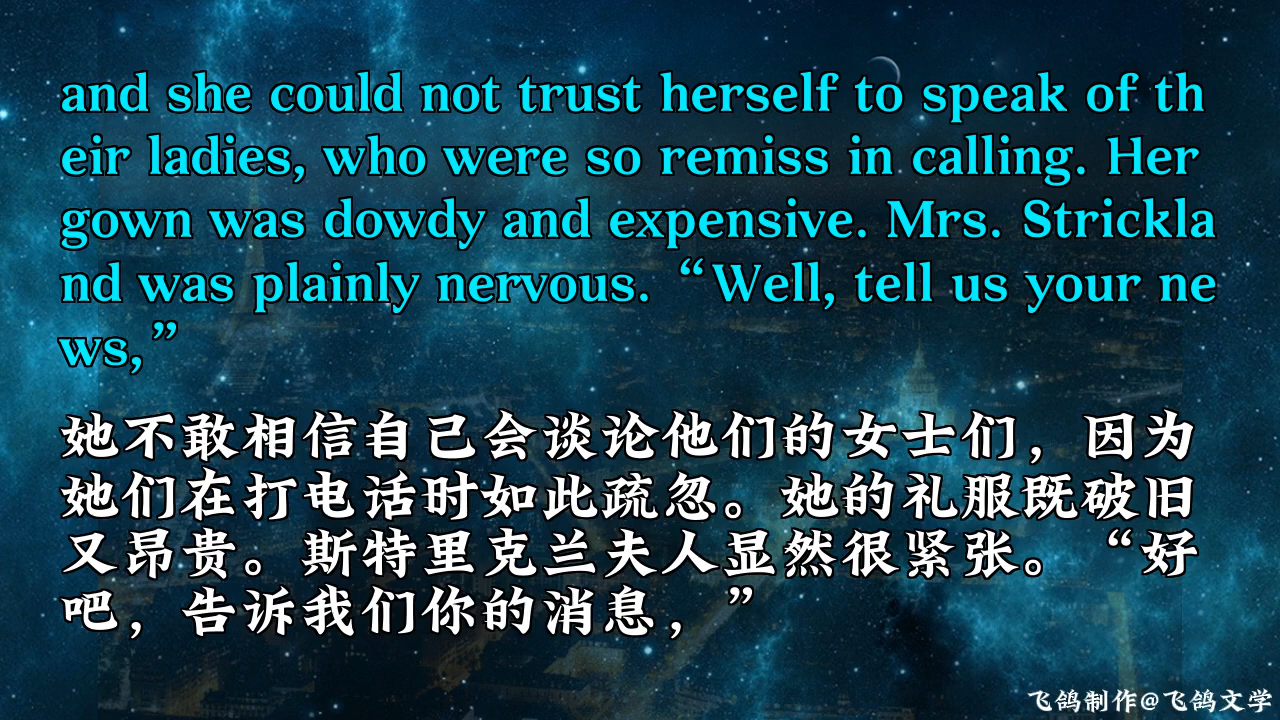 and she could not trust herself to speak of th
eir ladies, who were so remiss in calling. Her
gown was dowdy and expensive. Mrs. Strickla
nd was plainly nervous. “Well, tell us your ne
ws,”
她不敢相信自己会谈论他们的女士们，因为
她们在打电话时如此疏忽。她的礼服既破旧
又昂贵。斯特里克兰夫人显然很紧张。“好
吧，告诉我们你的消息，”
飞鸽制作@飞鸽文学